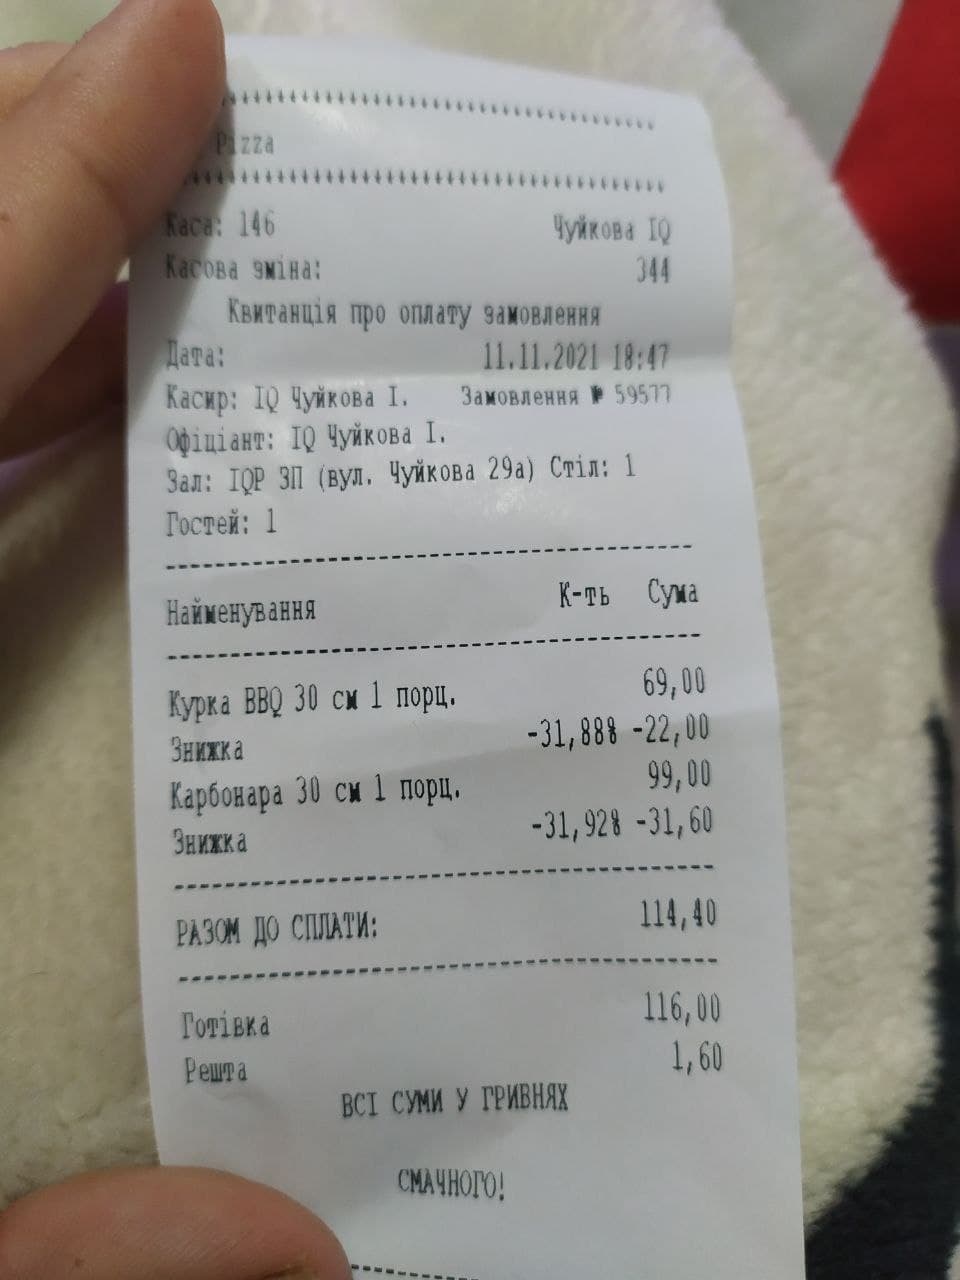 Pizza
Каса: 146 Чуйкова IQ
Касова зміна: 344
Квитанція про оплату замовлення
Дата: 11.11.2021 18:47
Касир: IQ Чуйкова І. Замовлення № 59577
Офіціант: IQ Чуйкова І.
Зал: IQP ЗП (вул. Чуйкова 29а) Стіл: 1
Гостей: 1
Найменування К-ть Сума
Курка BBQ 30 см 1 порц. 69,00
Знижка -31,88% -22,00
Карбонара 30 см 1 порц. 99,00
Знижка -31,92% -31,60
РАЗОМ ДО СПЛАТИ: 114,40
Готівка 116,00
Решта 1,60
ВСІ СУМИ У ГРИВНЯХ
СМАЧНОГО!